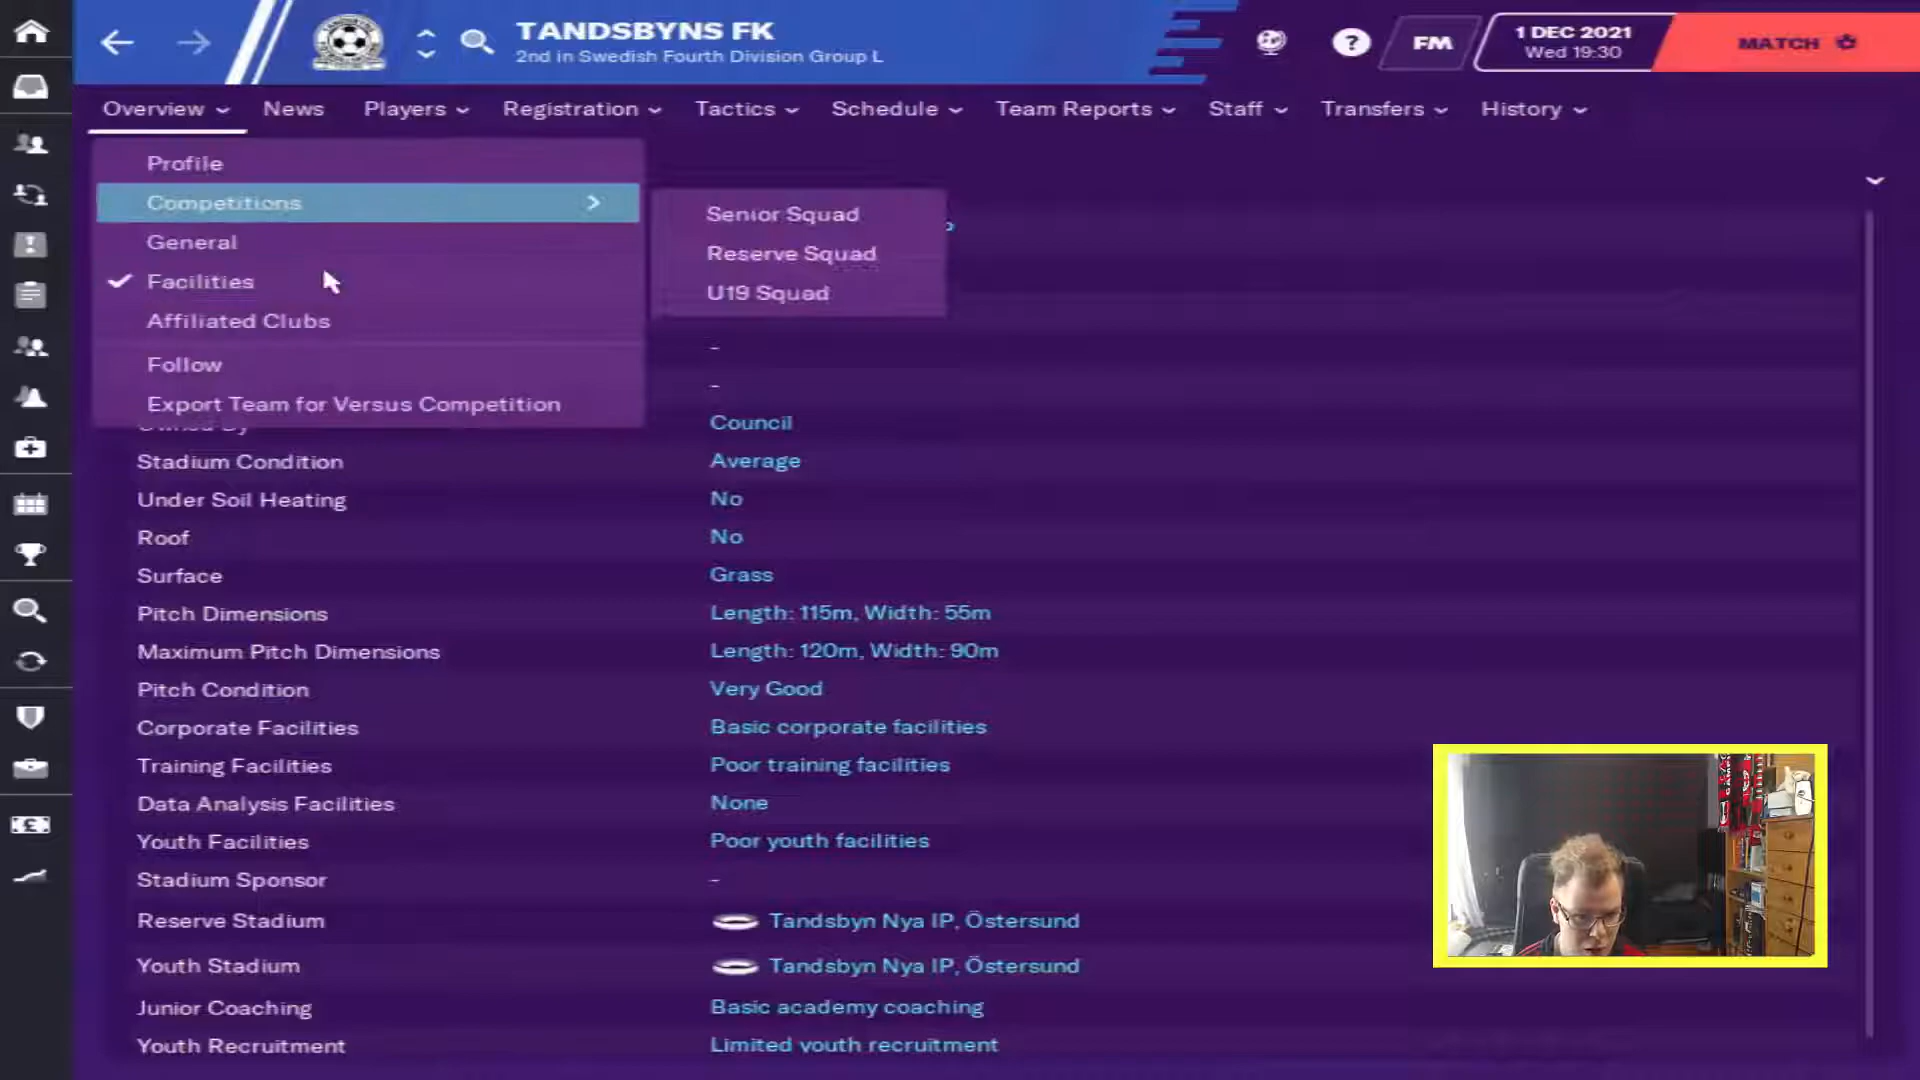 TANDSBYNS FK
2nd in Swedish Fourth Division Group L
?
FM
1 DEC 2021
Wed 19:30
MATCH
Overview
News
Players
Registration
Tactics
Schedule
Team Reports
Staff
Transfers
History
Profile
Competitions
General
Facilities
Affiliated Clubs
Follow
Export Team for Versus Competition
Senior Squad
Reserve Squad
U19 Squad
-
-
Council
Stadium Condition Average
Under Soil Heating No
Roof No
Surface Grass
Pitch Dimensions Length: 115m, Width: 55m
Maximum Pitch Dimensions Length: 120m, Width: 90m
Pitch Condition Very Good
Corporate Facilities Basic corporate facilities
Training Facilities Poor training facilities
Data Analysis Facilities None
Youth Facilities Poor youth facilities
Stadium Sponsor -
Reserve Stadium Tandsbyn Nya IP, Östersund
Youth Stadium Tandsbyn Nya IP, Östersund
Junior Coaching Basic academy coaching
Youth Recruitment Limited youth recruitment